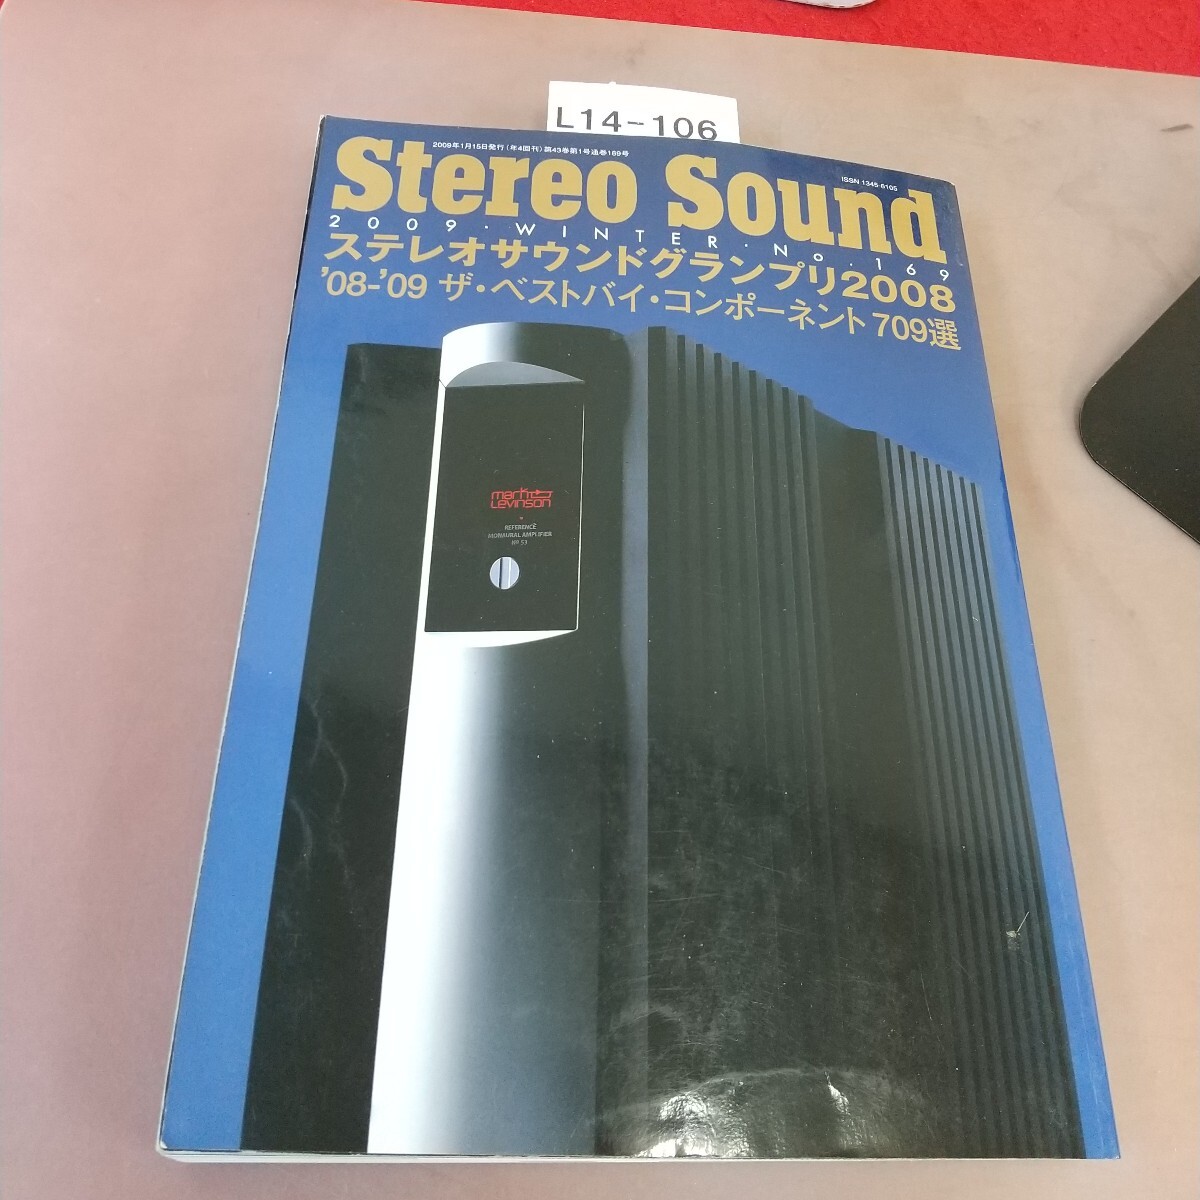 L14-106
2009年1月15日発行（年4回刊）第43巻第1号通巻169号
ISSN 1345-6105
Stereo Sound
2009・WINTER・No・169
ステレオサウンドグランプリ2008
'08-'09 ザ・ベストバイ・コンポーネント 709選
mark
Levinson
REFERENCE
MONAURAL AMPLIFIER
Nº 53